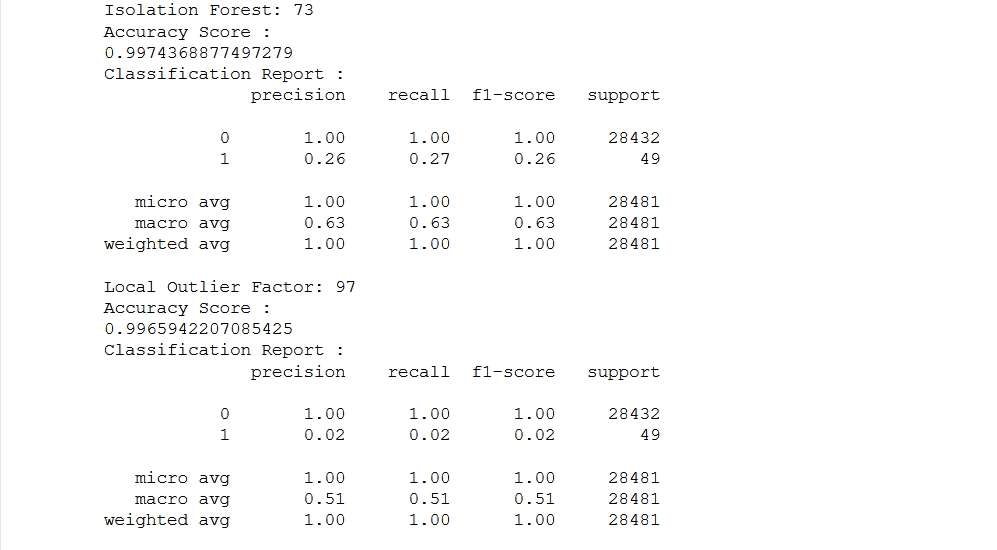 Isolation Forest: 73
Accuracy Score :
0.9974368877497279
Classification Report :
precision recall f1-score support
0 1.00 1.00 1.00 28432
1 0.26 0.27 0.26 49
micro avg 1.00 1.00 1.00 28481
macro avg 0.63 0.63 0.63 28481
weighted avg 1.00 1.00 1.00 28481
Local Outlier Factor: 97
Accuracy Score :
0.9965942207085425
Classification Report :
precision recall f1-score support
0 1.00 1.00 1.00 28432
1 0.02 0.02 0.02 49
micro avg 1.00 1.00 1.00 28481
macro avg 0.51 0.51 0.51 28481
weighted avg 1.00 1.00 1.00 28481